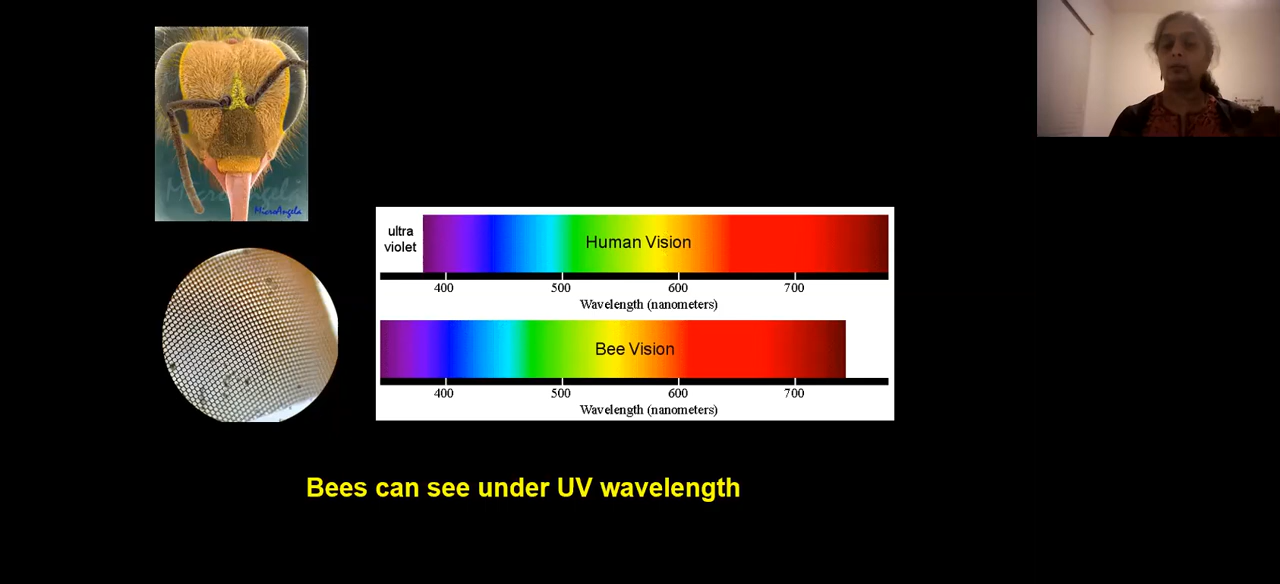 MicroAngela
MicroAngela
ultra
violet
Human Vision
400 500 600 700
Wavelength (nanometers)
Bee Vision
400 500 600 700
Wavelength (nanometers)
Bees can see under UV wavelength